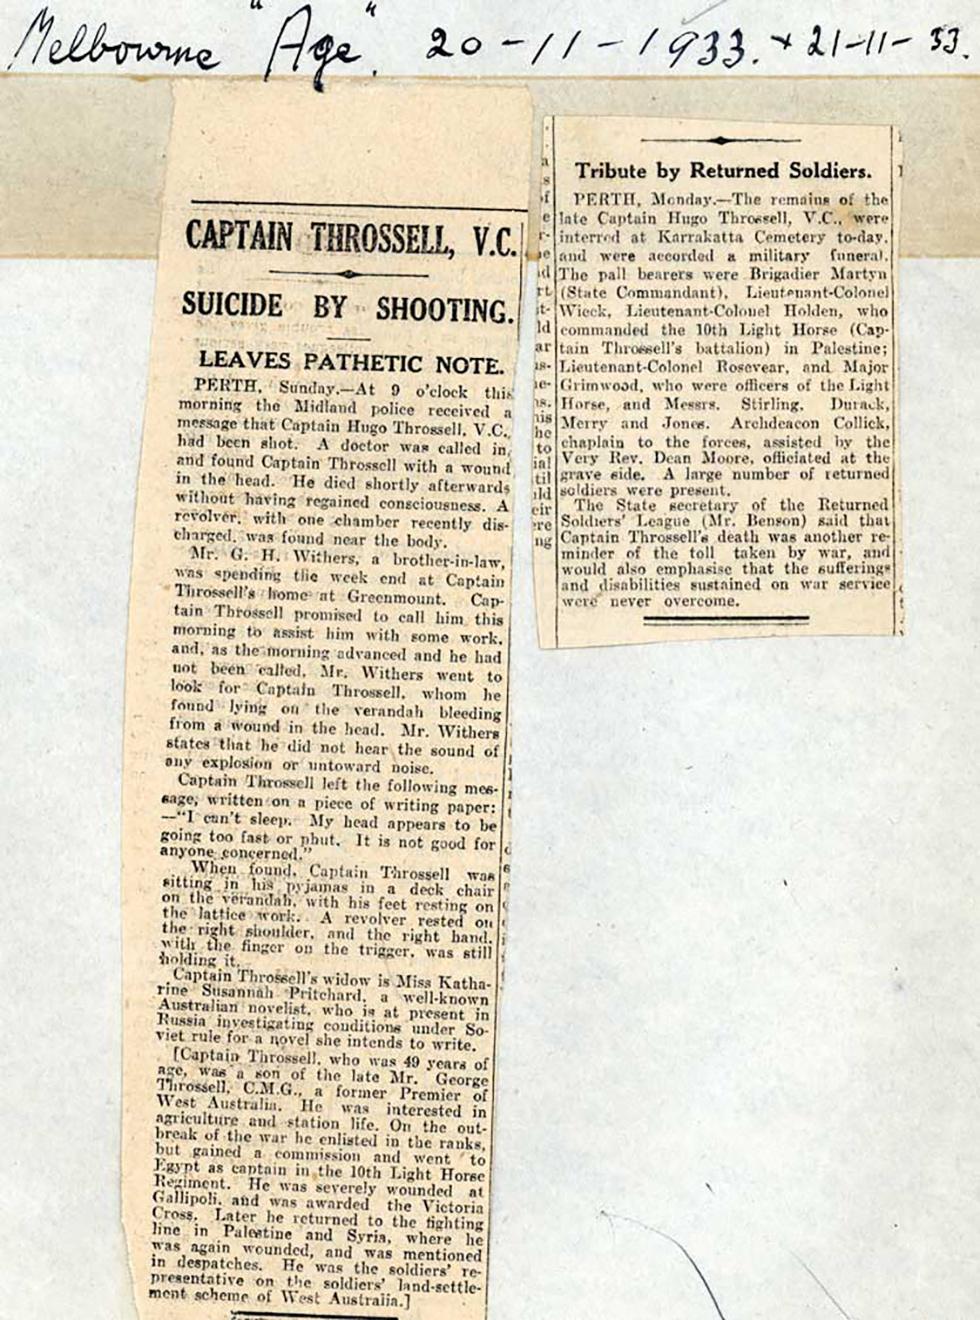 Melbourne "Age". 20-11-1933. + 21-11-33.
CAPTAIN THROSSELL, V.C.
SUICIDE BY SHOOTING.
LEAVES PATHETIC NOTE.
PERTH, Sunday.—At 9 o'clock this
morning the Midland police received a
message that Captain Hugo Throssell, V.C.,
had been shot. A doctor was called in,
and found Captain Throssell with a wound
in the head. He died shortly afterwards
without having regained consciousness. A
revolver, with one chamber recently dis-
charged, was found near the body.
Mr. G. H. Withers, a brother-in-law,
was spending the week end at Captain
Throssell's home at Greenmount. Cap-
tain Throssell promised to call him this
morning to assist him with some work,
and, as the morning advanced and he had
not been called, Mr. Withers went to
look for Captain Throssell, whom he
found lying on the verandah bleeding
from a wound in the head. Mr. Withers
states that he did not hear the sound of
any explosion or untoward noise.
Captain Throssell left the following mes-
sage, written on a piece of writing paper:
—"I can't sleep. My head appears to be
going too fast or phut. It is not good for
anyone concerned."
When found, Captain Throssell was
sitting in his pyjamas in a deck chair
on the verandah, with his feet resting on
the lattice work. A revolver rested on
the right shoulder, and the right hand,
with the finger on the trigger, was still
holding it.
Captain Throssell's widow is Miss Katha-
rine Susannah Pritchard, a well-known
Australian novelist, who is at present in
Russia investigating conditions under So-
viet rule for a novel she intends to write.
[Captain Throssell, who was 49 years of
age, was a son of the late Mr. George
Throssell, C.M.G., a former Premier of
West Australia. He was interested in
agriculture and station life. On the out-
break of the war he enlisted in the ranks,
but gained a commission and went to
Egypt as captain in the 10th Light Horse
Regiment. He was severely wounded at
Gallipoli, and was awarded the Victoria
Cross. Later he returned to the fighting
line in Palestine and Syria, where he
was again wounded, and was mentioned
in despatches. He was the soldiers' re-
presentative on the soldiers' land-settle-
ment scheme of West Australia.]
Tribute by Returned Soldiers.
PERTH, Monday.—The remains of the
late Captain Hugo Throssell, V.C., were
interred at Karrakatta Cemetery to-day,
and were accorded a military funeral.
The pall bearers were Brigadier Martyn
(State Commandant), Lieutenant-Colonel
Wieck, Lieutenant-Colonel Holden, who
commanded the 10th Light Horse (Cap-
tain Throssell's battalion) in Palestine;
Lieutenant-Colonel Rosevear, and Major
Grimwood, who were officers of the Light
Horse, and Messrs. Stirling, Durack,
Merry and Jones. Archdeacon Collick,
chaplain to the forces, assisted by the
Very Rev. Dean Moore, officiated at the
grave side. A large number of returned
soldiers were present.
The State secretary of the Returned
Soldiers' League (Mr. Benson) said that
Captain Throssell's death was another re-
minder of the toll taken by war, and
would also emphasise that the sufferings
and disabilities sustained on war service
were never overcome.